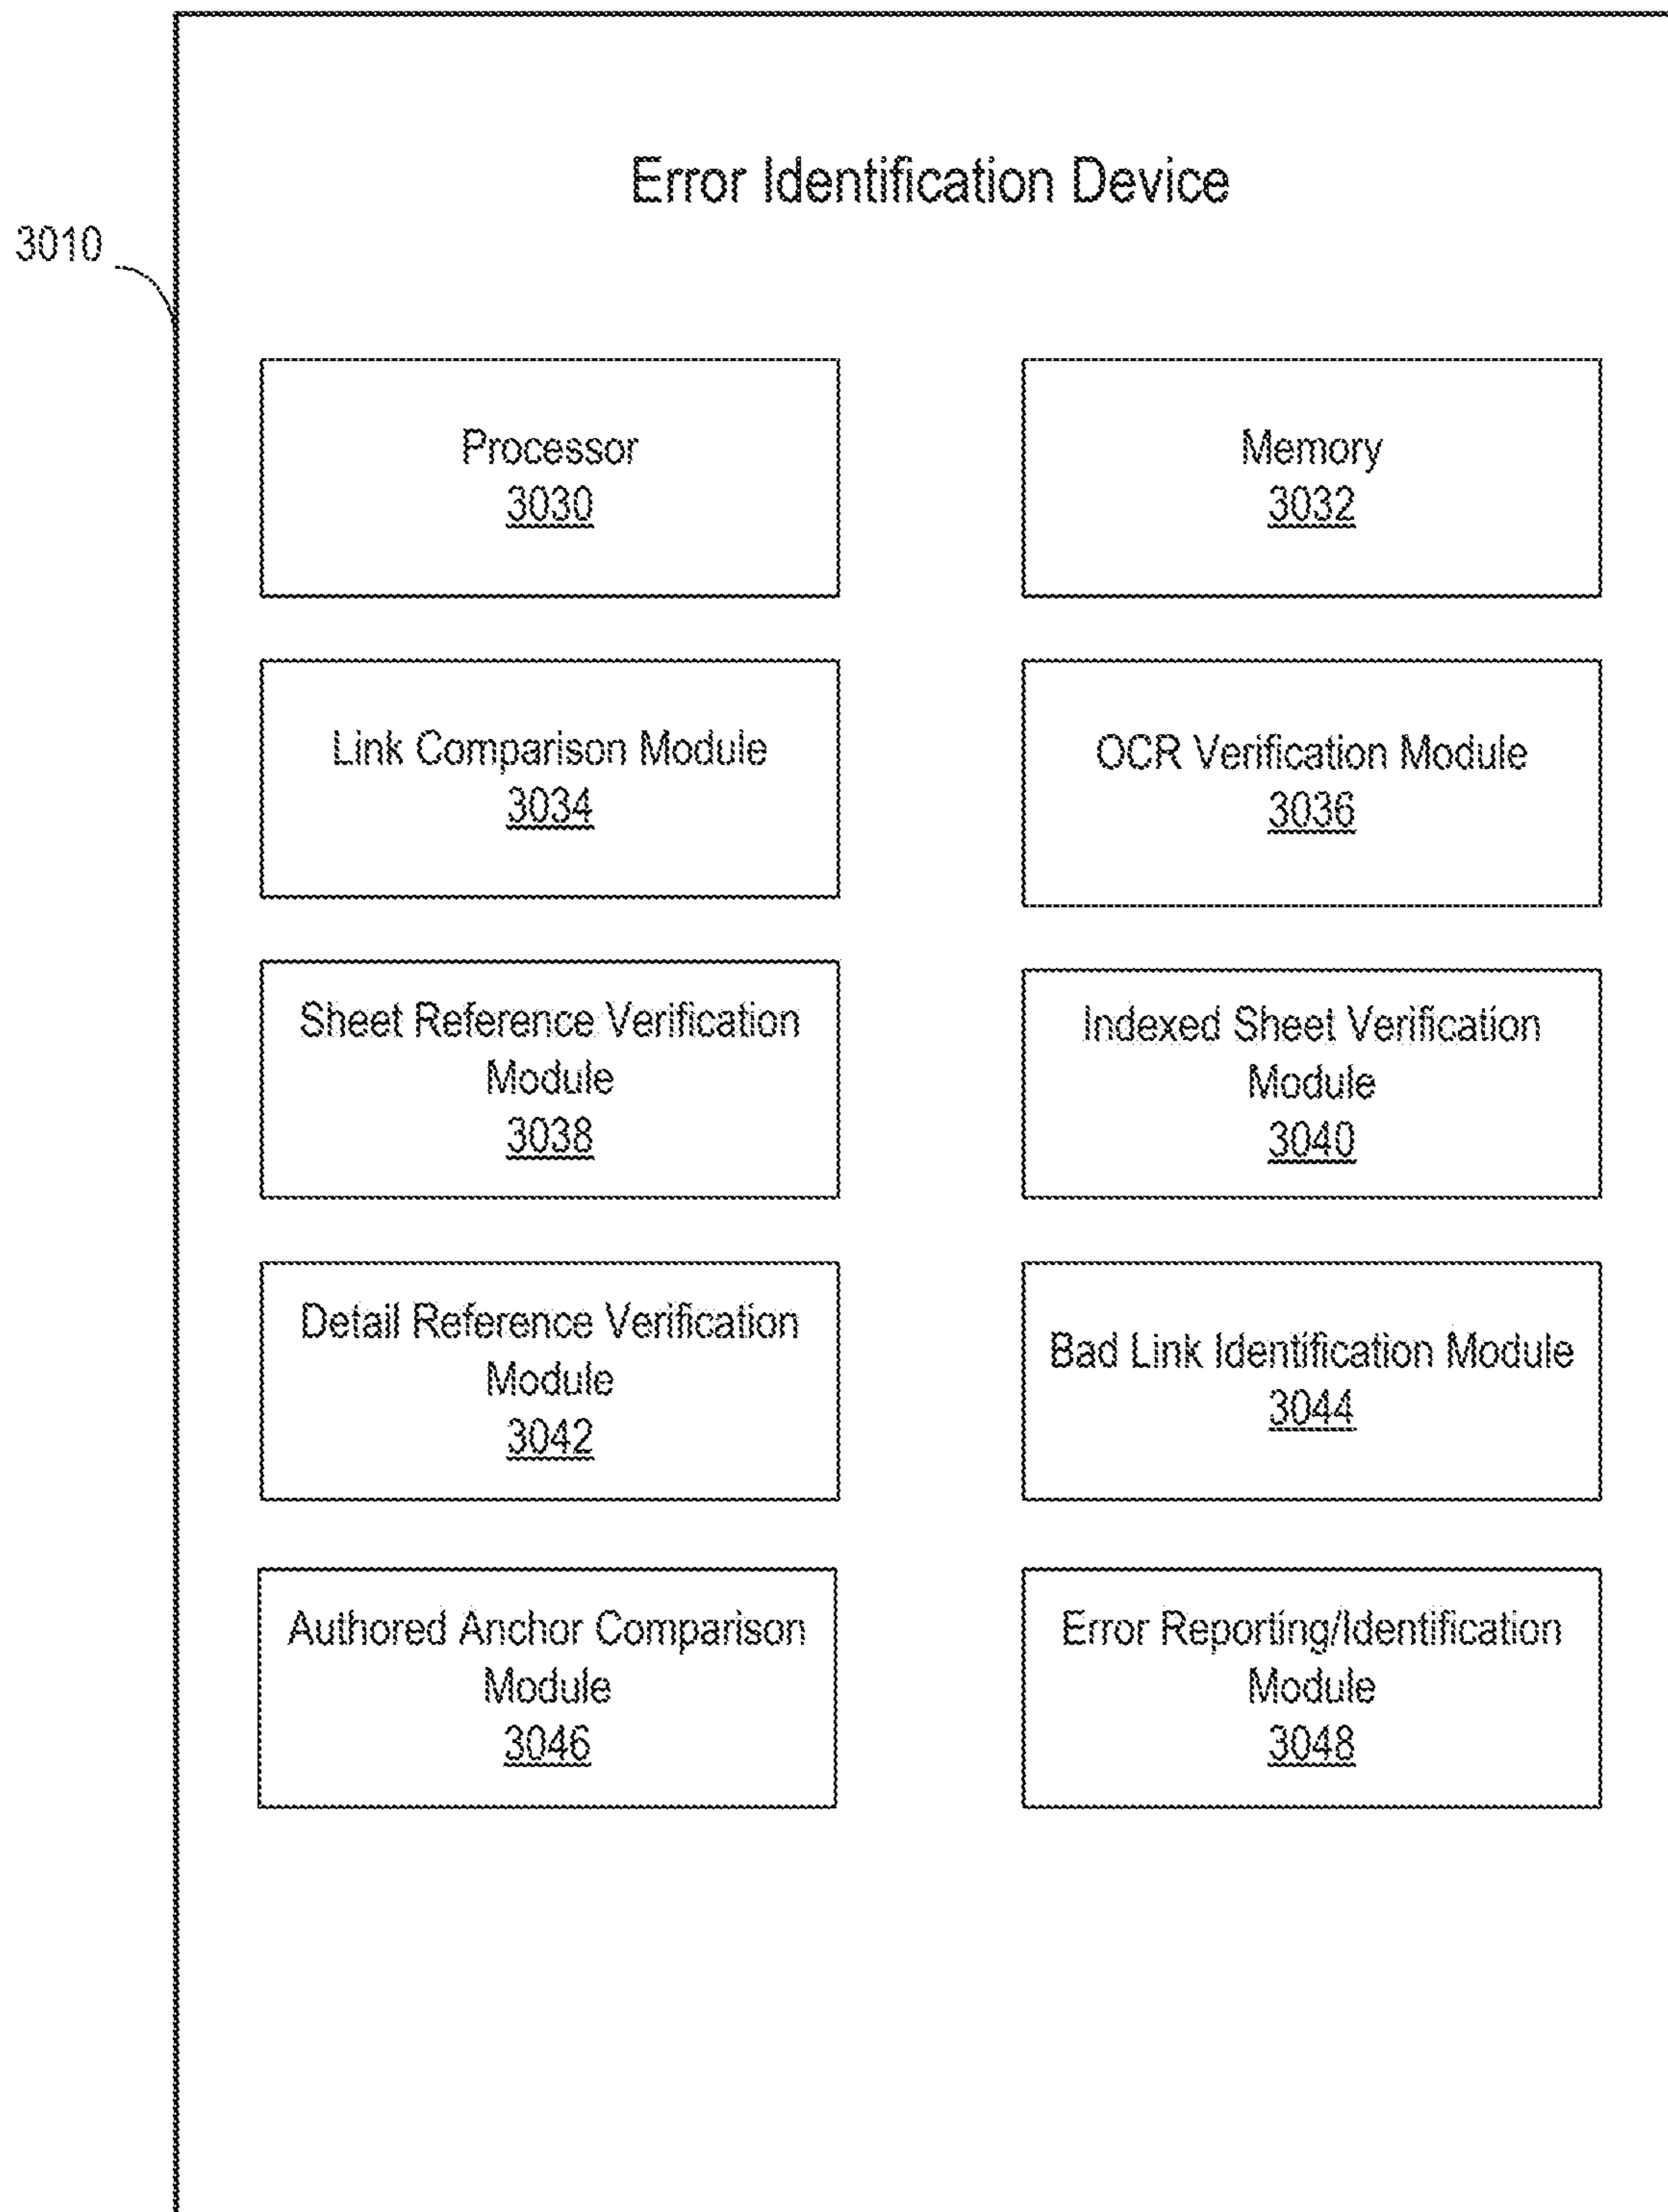 Error Identification Device
3010
Processor
3030
Memory
3032
Link Comparison Module
3034
OCR Verification Module
3036
Sheet Reference Verification
Module
3038
Indexed Sheet Verification
Module
3040
Detail Reference Verification
Module
3042
Bad Link Identification Module
3044
Authored Anchor Comparison
Module
3046
Error Reporting/Identification
Module
3048